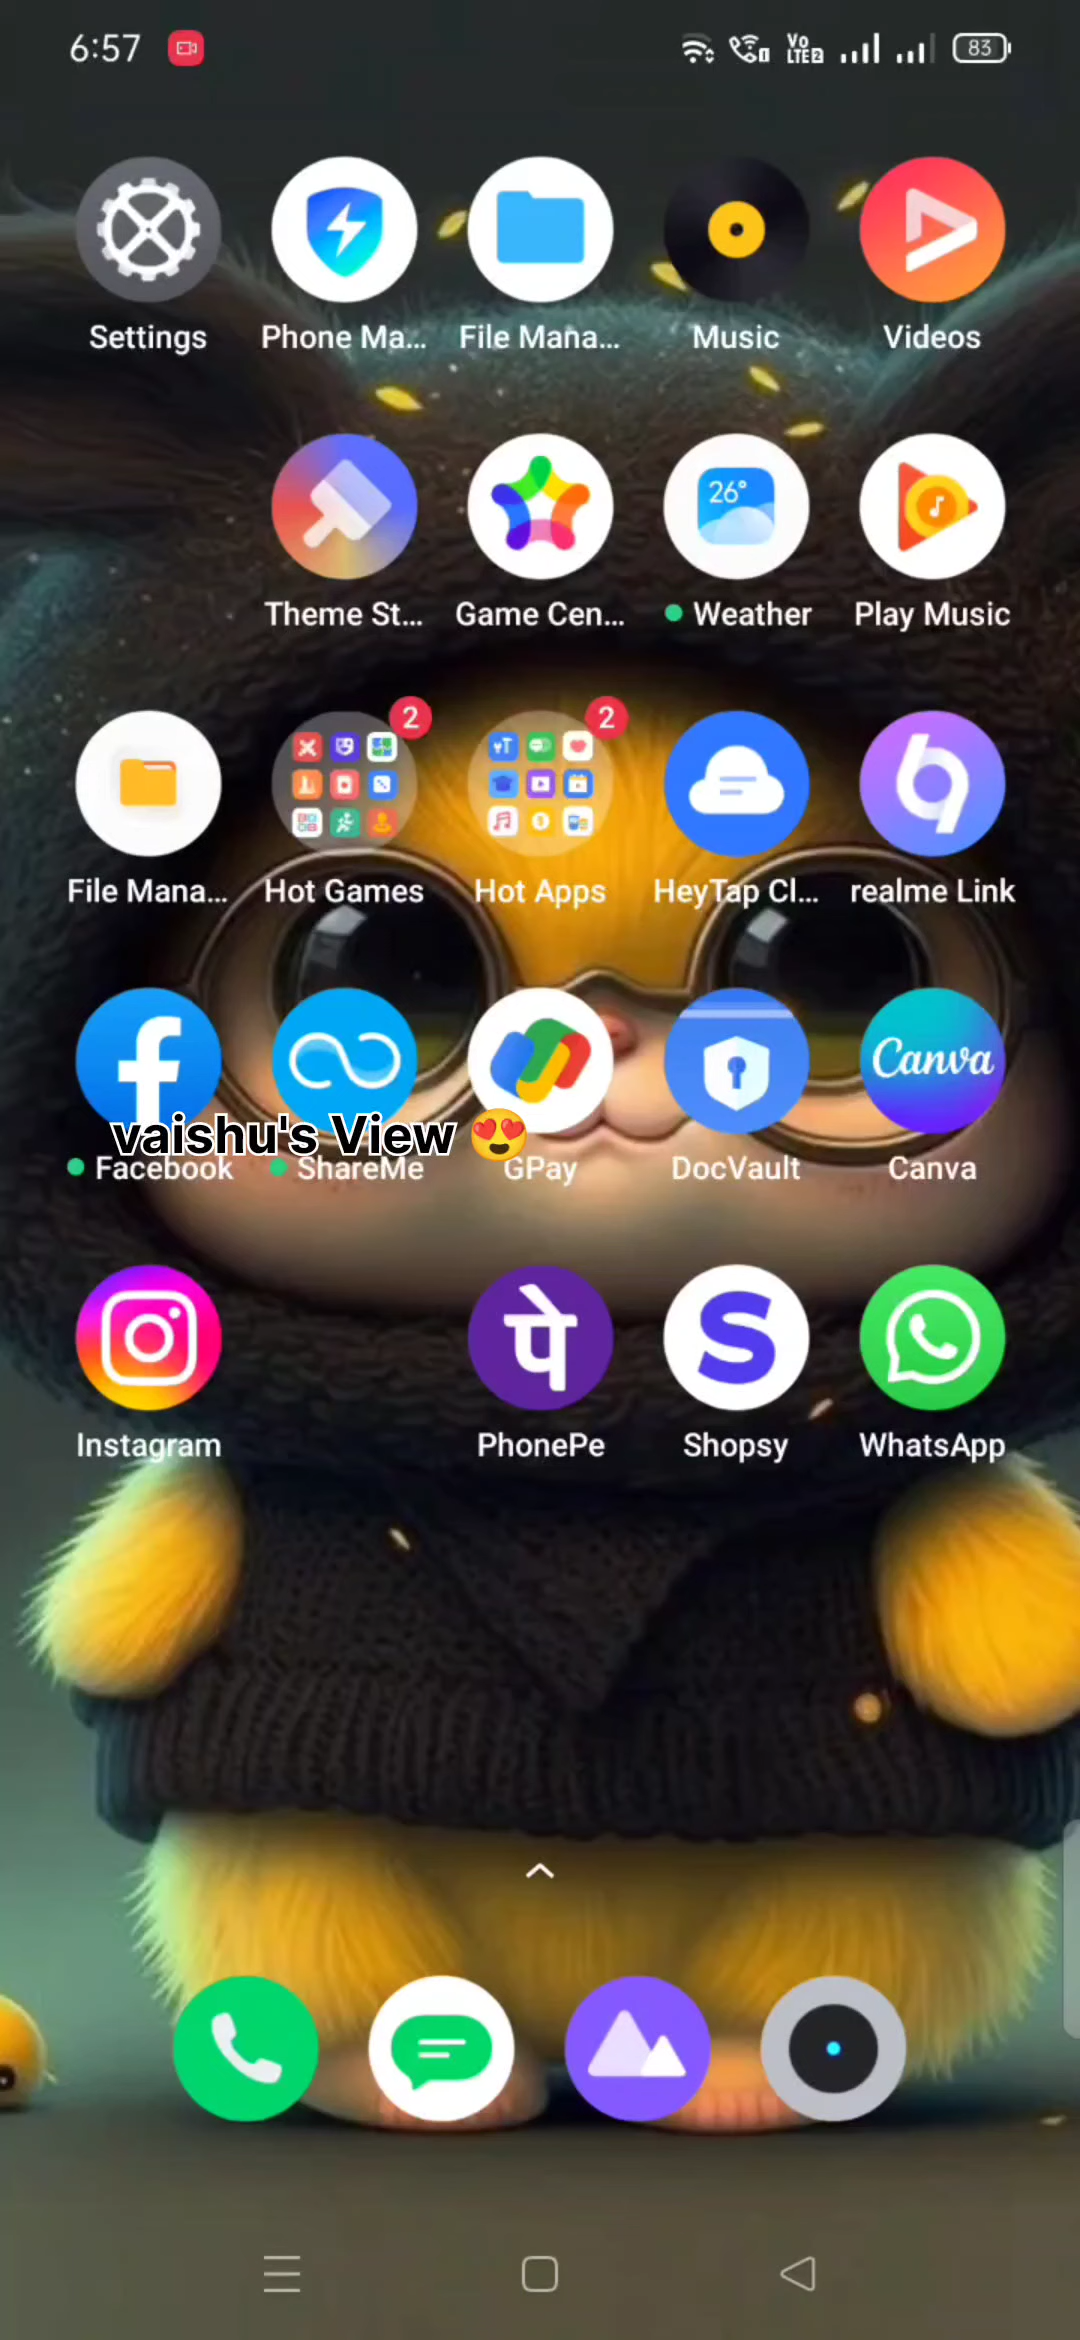 6:57
Vo
LTE2
83
Settings
Phone Ma...
File Mana...
Music
Videos
26°
Theme St...
Game Cen...
Weather
Play Music
2
2
File Mana...
Hot Games
Hot Apps
HeyTap Cl...
realme Link
Canva
vaishu's View 😍
Facebook
ShareMe
GPay
DocVault
Canva
पे
S
Instagram
PhonePe
Shopsy
WhatsApp